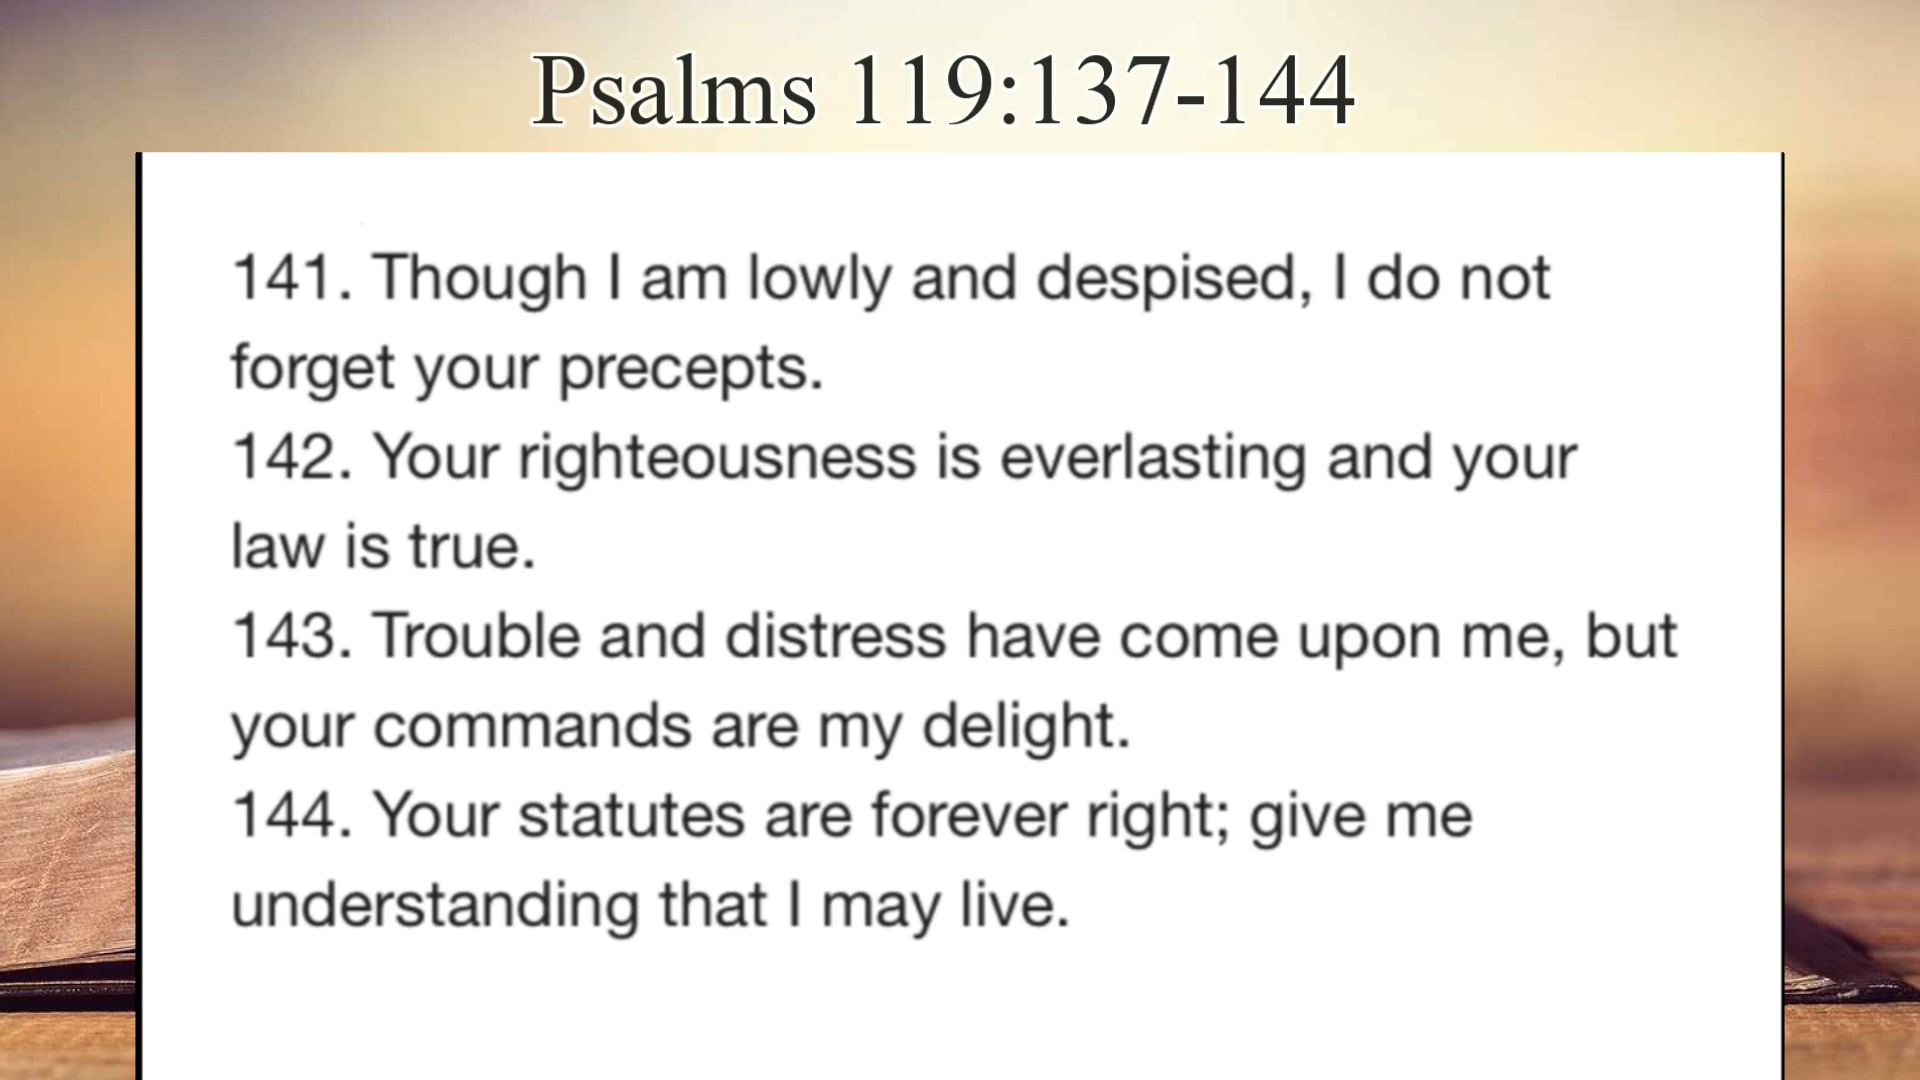 Psalms 119:137-144
141. Though I am lowly and despised, I do not
forget your precepts.
142. Your righteousness is everlasting and your
law is true.
143. Trouble and distress have come upon me, but
your commands are my delight.
144. Your statutes are forever right; give me
understanding that I may live.